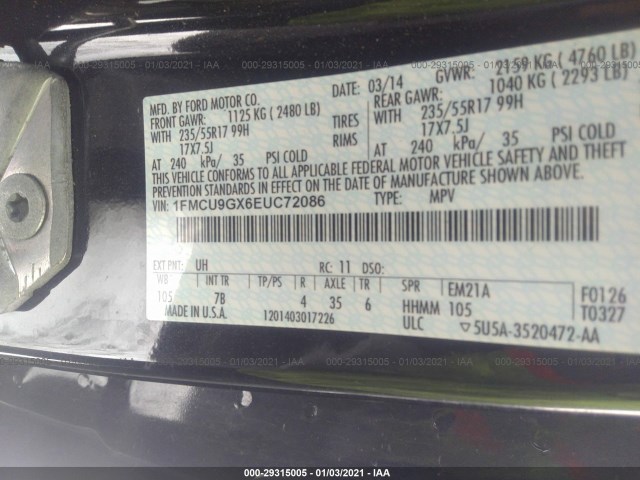 000-29315005 - 01/03/2021 - IAA
MFD. BY FORD MOTOR CO. DATE: 03/14 GVWR: 2159 KG ( 4760 LB)
FRONT GAWR: 1125 KG ( 2480 LB) REAR GAWR: 1040 KG ( 2293 LB)
WITH 235/55R17 99H TIRES WITH 235/55R17 99H
17X7.5J RIMS 17X7.5J
AT 240 kPa/ 35 PSI COLD AT 240 kPa/ 35 PSI COLD
THIS VEHICLE CONFORMS TO ALL APPLICABLE FEDERAL MOTOR VEHICLE SAFETY AND THEFT
PREVENTION STANDARDS IN EFFECT ON THE DATE OF MANUFACTURE SHOWN ABOVE.
VIN: 1FMCU9GX6EUC72086 TYPE: MPV
EXT PNT: UH RC: 11 DSO:
WB INT TR TP/PS R AXLE TR SPR EM21A F0126
105 7B 4 35 6 HHMM 105 T0327
MADE IN U.S.A. 1201403017226 ULC 5U5A-3520472-AA
000-29315005 - 01/03/2021 - IAA